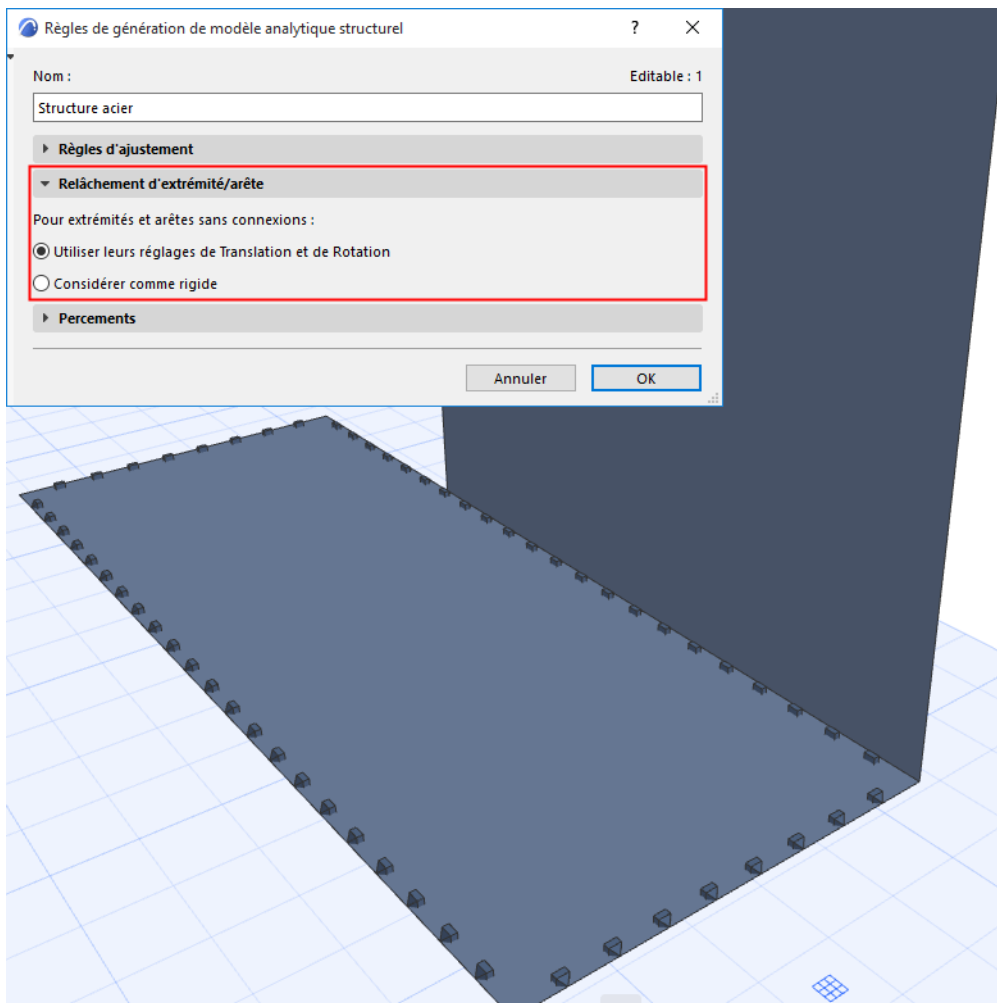 Règles de génération de modèle analytique structurel ?
Nom : Editable : 1
Structure acier
Règles d'ajustement
Relâchement d'extrémité/arête
Pour extrémités et arêtes sans connexions :
Utiliser leurs réglages de Translation et de Rotation
Considérer comme rigide
Percements
Annuler OK